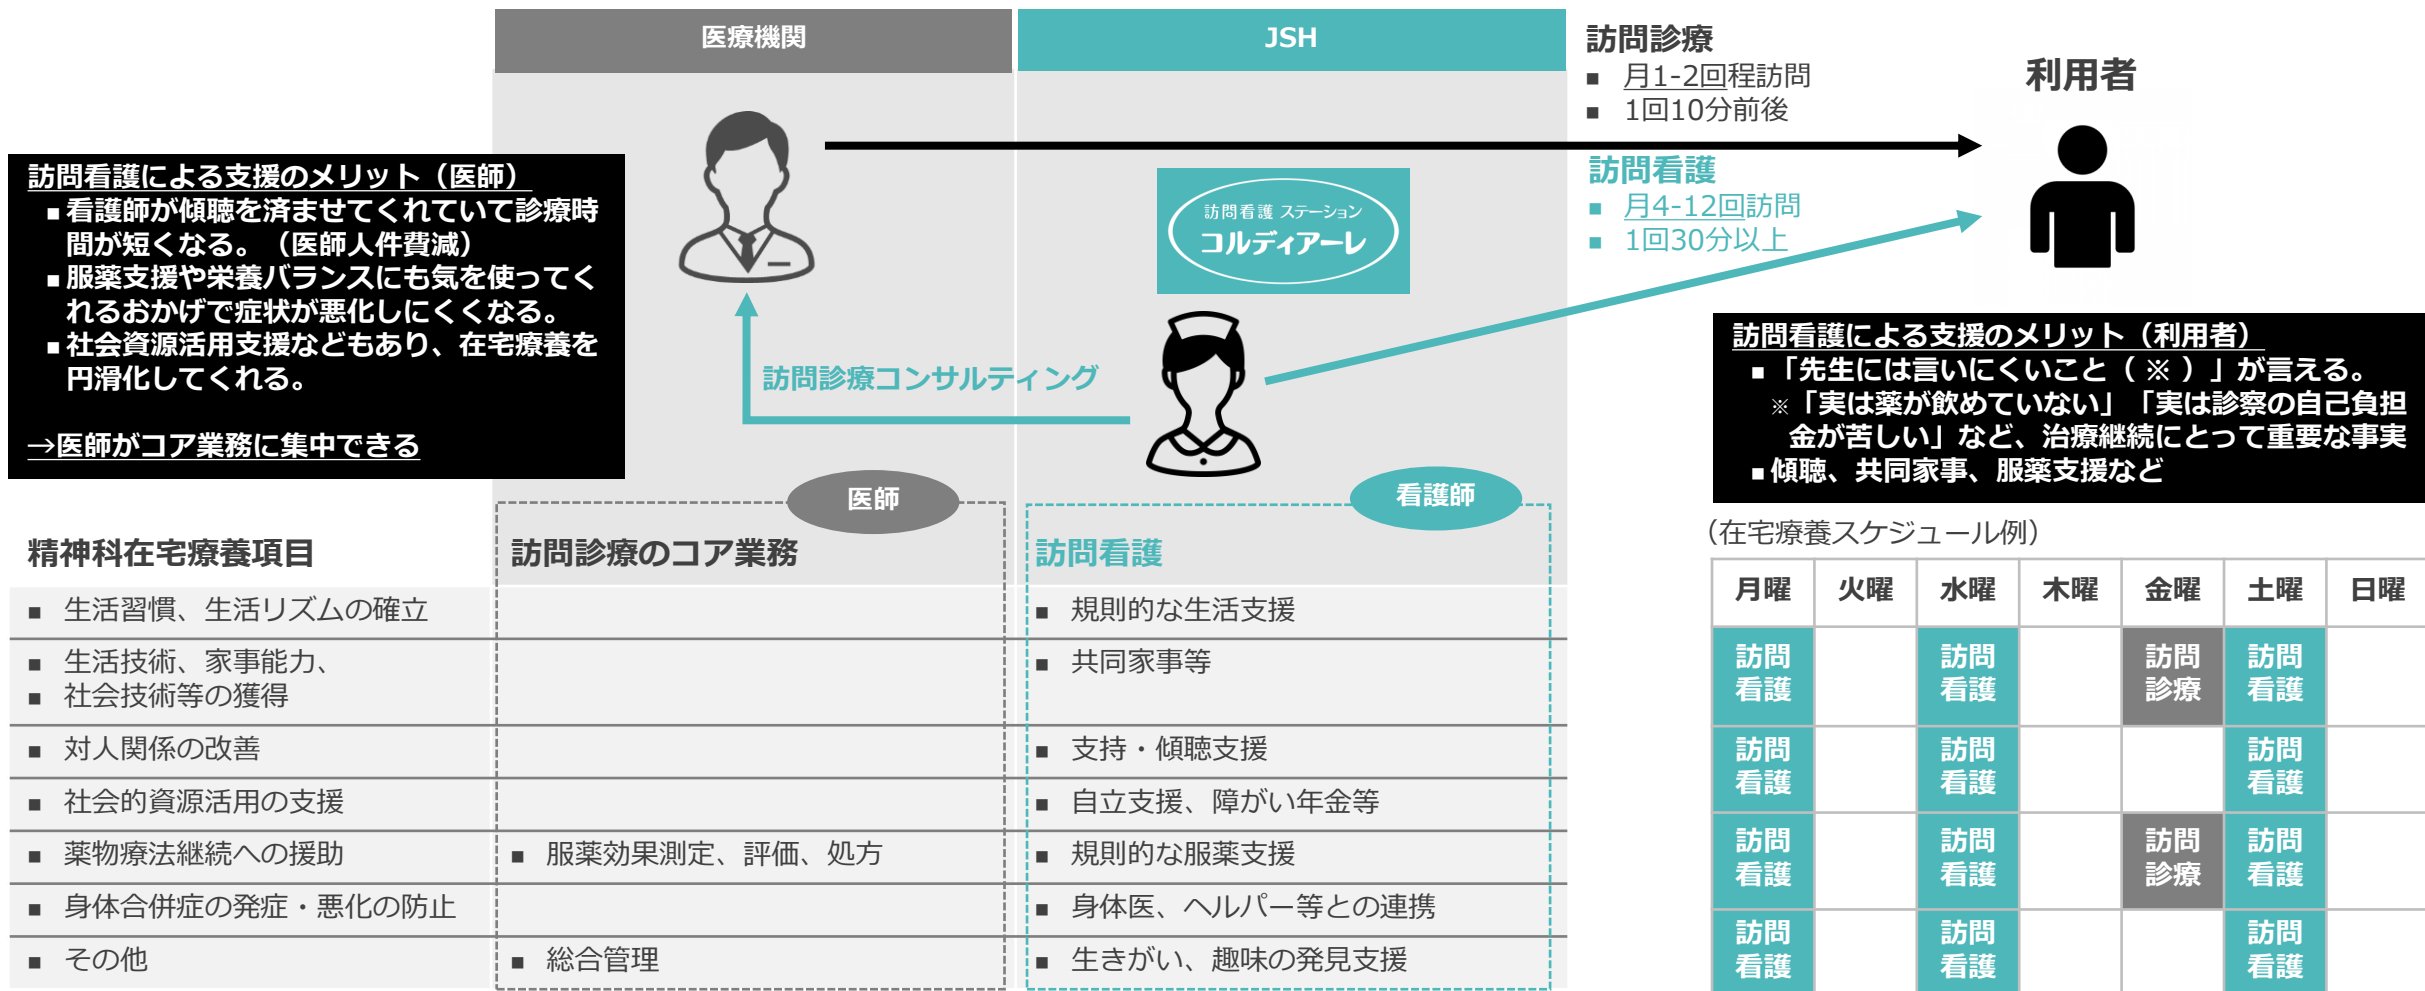 医療機関
JSH
訪問診療
■ 月1-2回程訪問
■ 1回10分前後
利用者
訪問看護
■ 月4-12回訪問
■ 1回30分以上
訪問看護による支援のメリット（医師）
■看護師が傾聴を済ませてくれていて診療時
間が短くなる。（医師人件費減）
■服薬支援や栄養バランスにも気を使ってく
れるおかげで症状が悪化しにくくなる。
■社会資源活用支援などもあり、在宅療養を
円滑化してくれる。
→医師がコア業務に集中できる
訪問看護 ステーション
コルディアーレ
訪問診療コンサルティング
訪問看護による支援のメリット（利用者）
■「先生には言いにくいこと（ ※ ）」が言える。
※「実は薬が飲めていない」「実は診察の自己負担
金が苦しい」など、治療継続にとって重要な事実
■傾聴、共同家事、服薬支援など
医師
看護師
精神科在宅療養項目
訪問診療のコア業務
訪問看護
■ 生活習慣、生活リズムの確立
■ 規則的な生活支援
■ 生活技術、家事能力、
■ 社会技術等の獲得
■ 共同家事等
■ 対人関係の改善
■ 支持・傾聴支援
■ 社会的資源活用の支援
■ 自立支援、障がい年金等
■ 薬物療法継続への援助
■ 服薬効果測定、評価、処方
■ 規則的な服薬支援
■ 身体合併症の発症・悪化の防止
■ 身体医、ヘルパー等との連携
■ その他
■ 総合管理
■ 生きがい、趣味の発見支援
（在宅療養スケジュール例）
月曜 火曜 水曜 木曜 金曜 土曜 日曜
訪問 訪問 訪問 訪問
看護 看護 診療 看護
訪問 訪問 訪問
看護 看護 看護
訪問 訪問 訪問 訪問
看護 看護 診療 看護
訪問 訪問 訪問
看護 看護 看護